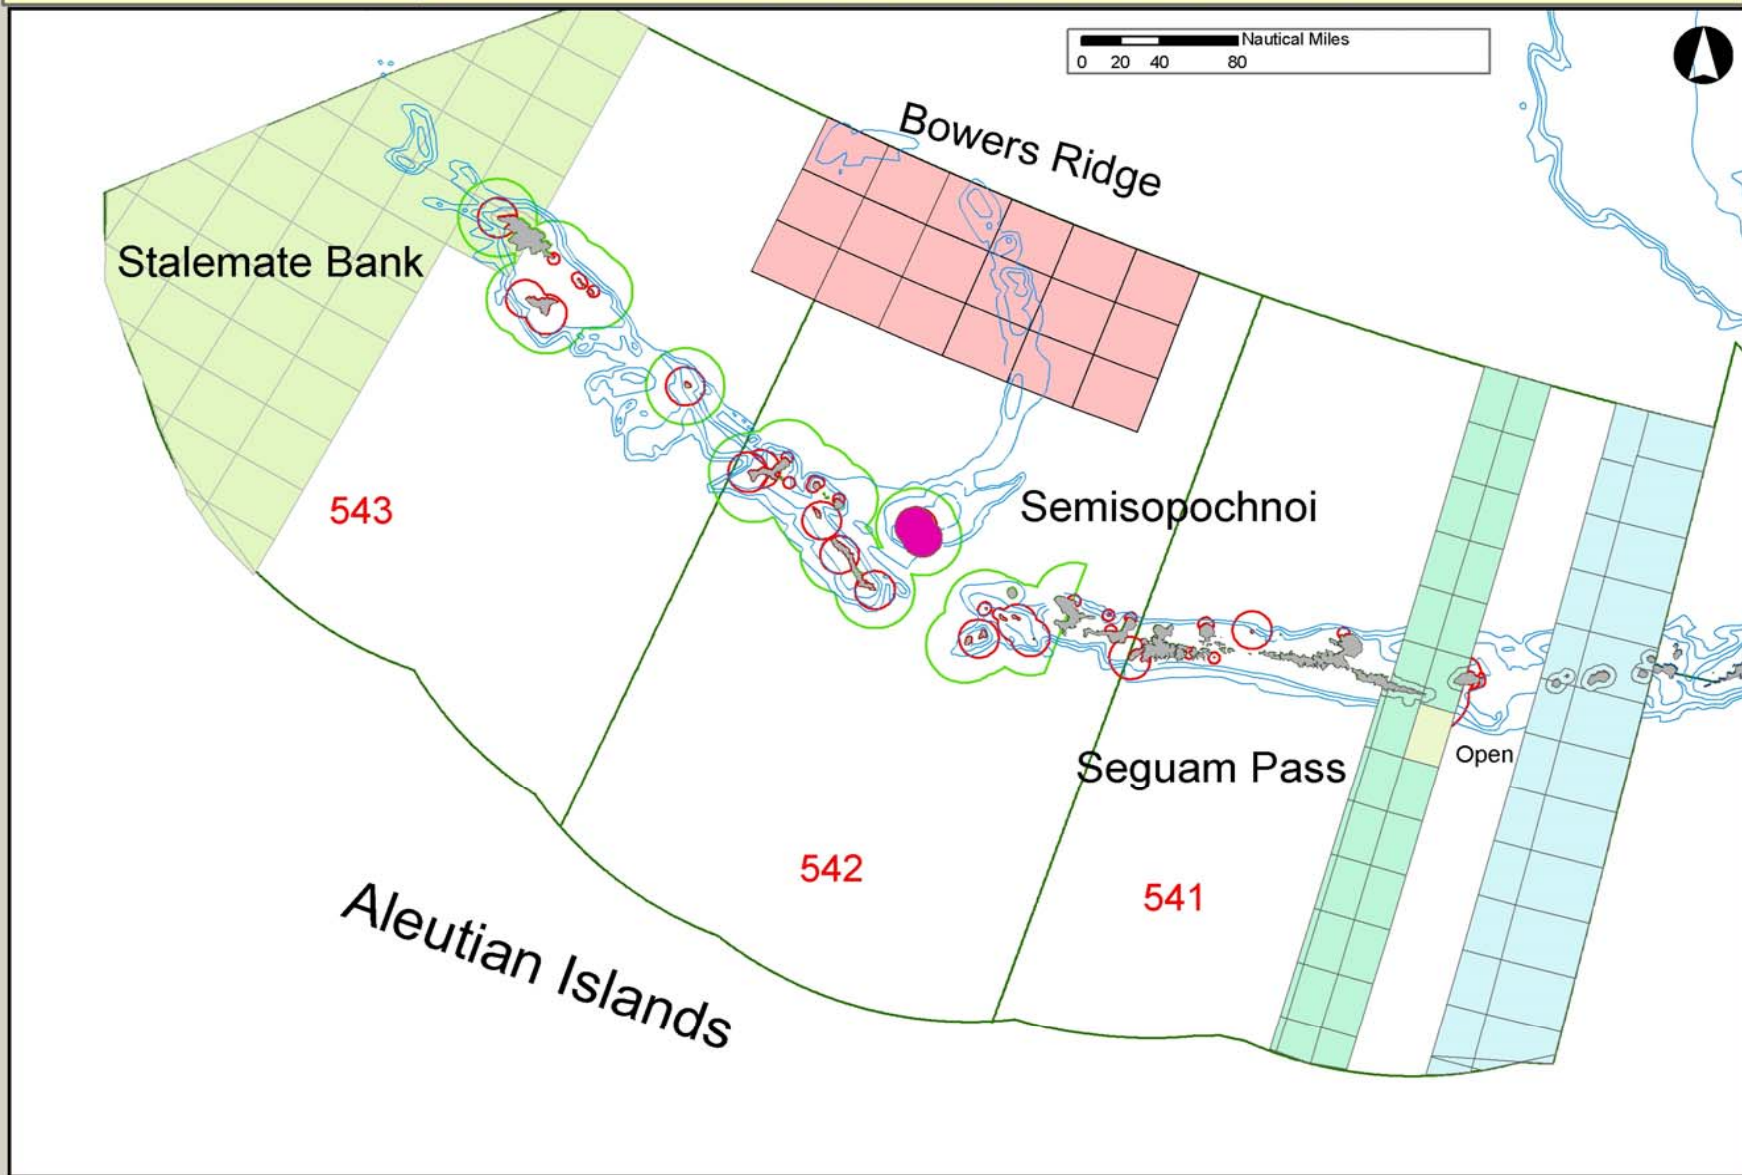 Nautical Miles
0 20 40 80
Bowers Ridge
Stalemate Bank
543
Semisopochnoi
Seguam Pass
Open
542
541
Aleutian Islands